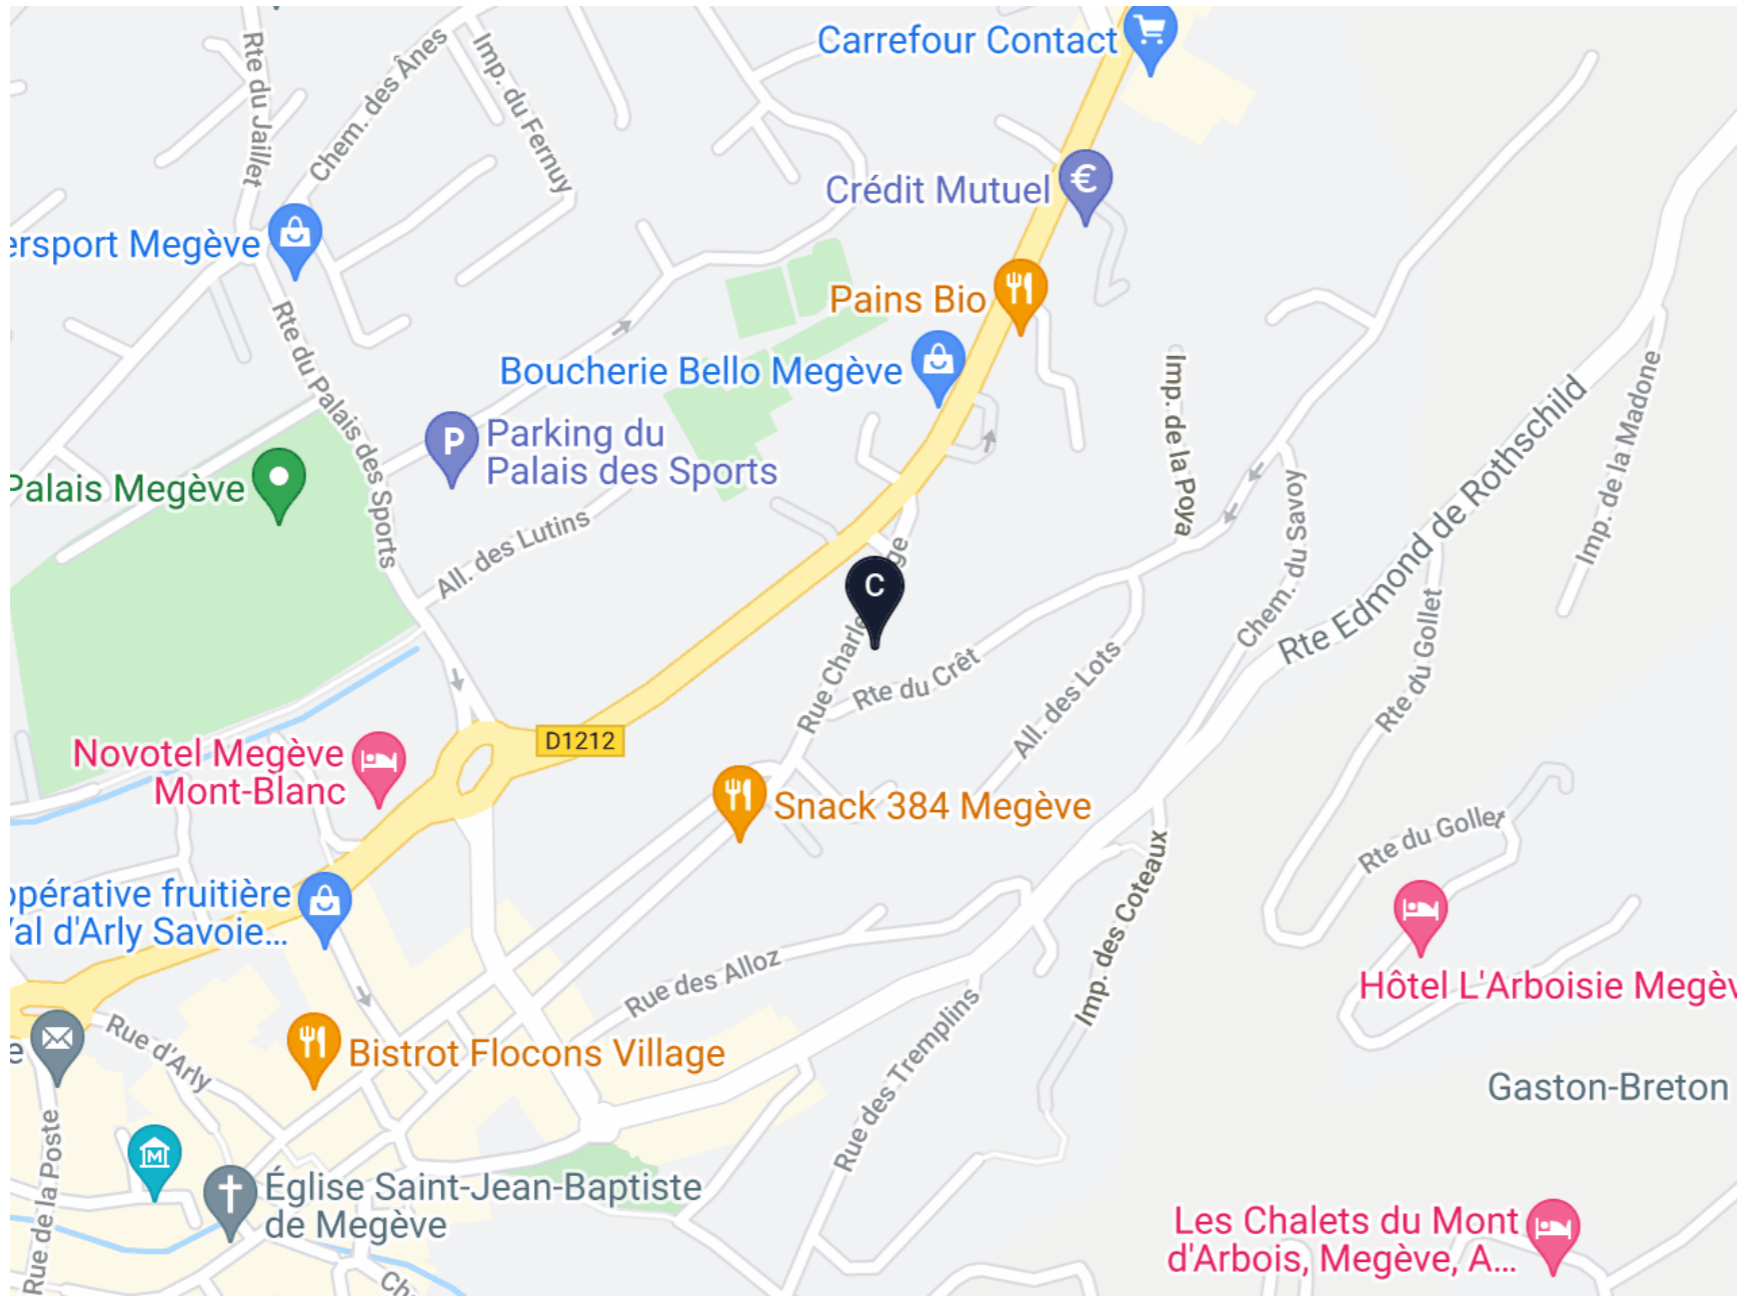 Carrefour Contact
Rte du Jaillet
Chem. des Ânes
Imp. du Fernuy
Crédit Mutuel
€
ersport Megève
Pains Bio
Rte du Palais des Sports
Boucherie Bello Megève
Imp. de la Poya
Imp. de la Madone
P
Parking du
Palais des Sports
Palais Megève
All. des Lutins
Chem. du Savoy
Rte Edmond de Rothschild
C
Rue Charle
ge
Rte du Crêt
All. des Lots
Rte du Gollet
D1212
Novotel Megève
Mont-Blanc
Snack 384 Megève
Rte du Gollet
opérative fruitière
al d'Arly Savoie...
Imp. des Coteaux
Rue des Alloz
Hôtel L'Arboisie Megèv
Rue d'Arly
e
Bistrot Flocons Village
Rue des Tremplins
Gaston-Breton
Rue de la Poste
M
Église Saint-Jean-Baptiste
de Megève
Les Chalets du Mont
d'Arbois, Megève, A...
Ch